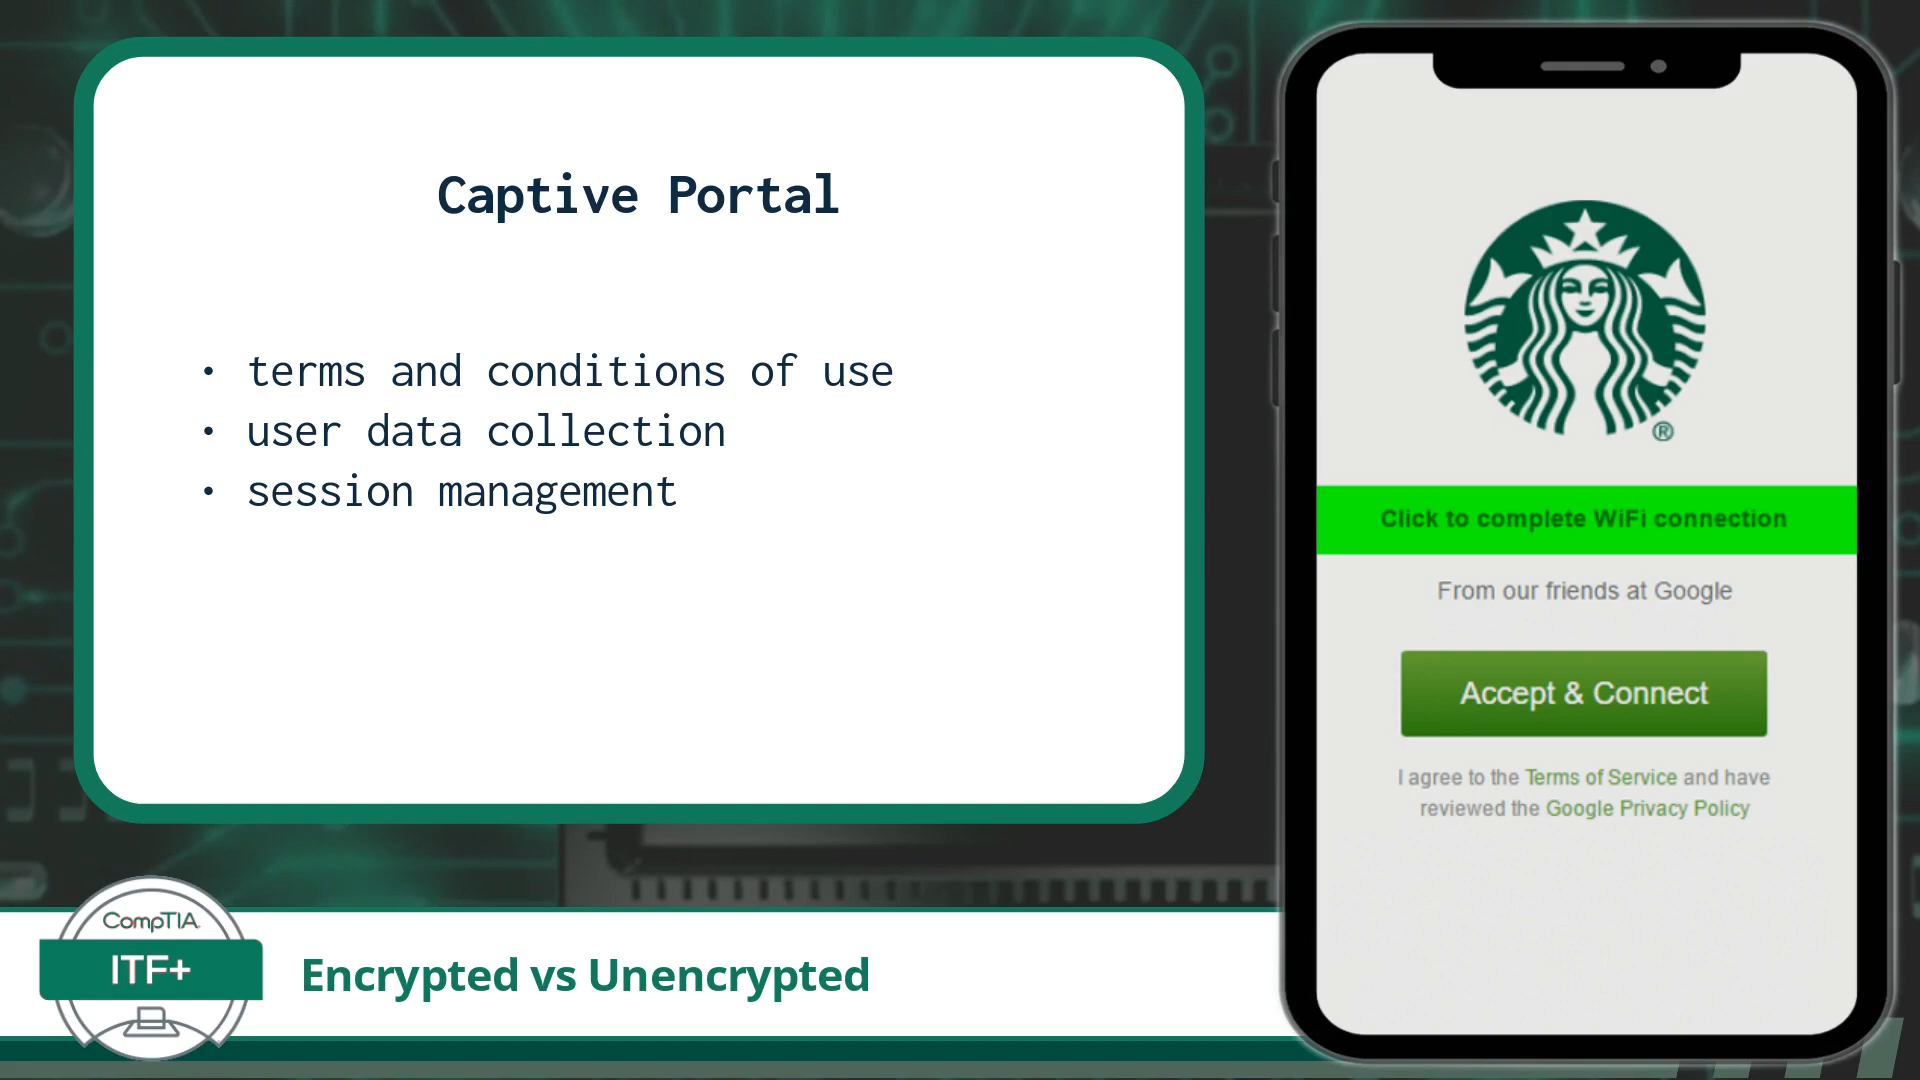 Captive Portal
• terms and conditions of use
• user data collection
• session management
®
Click to complete WiFi connection
From our friends at Google
Accept & Connect
I agree to the Terms of Service and have
reviewed the Google Privacy Policy
CompTIA
ITF+
Encrypted vs Unencrypted